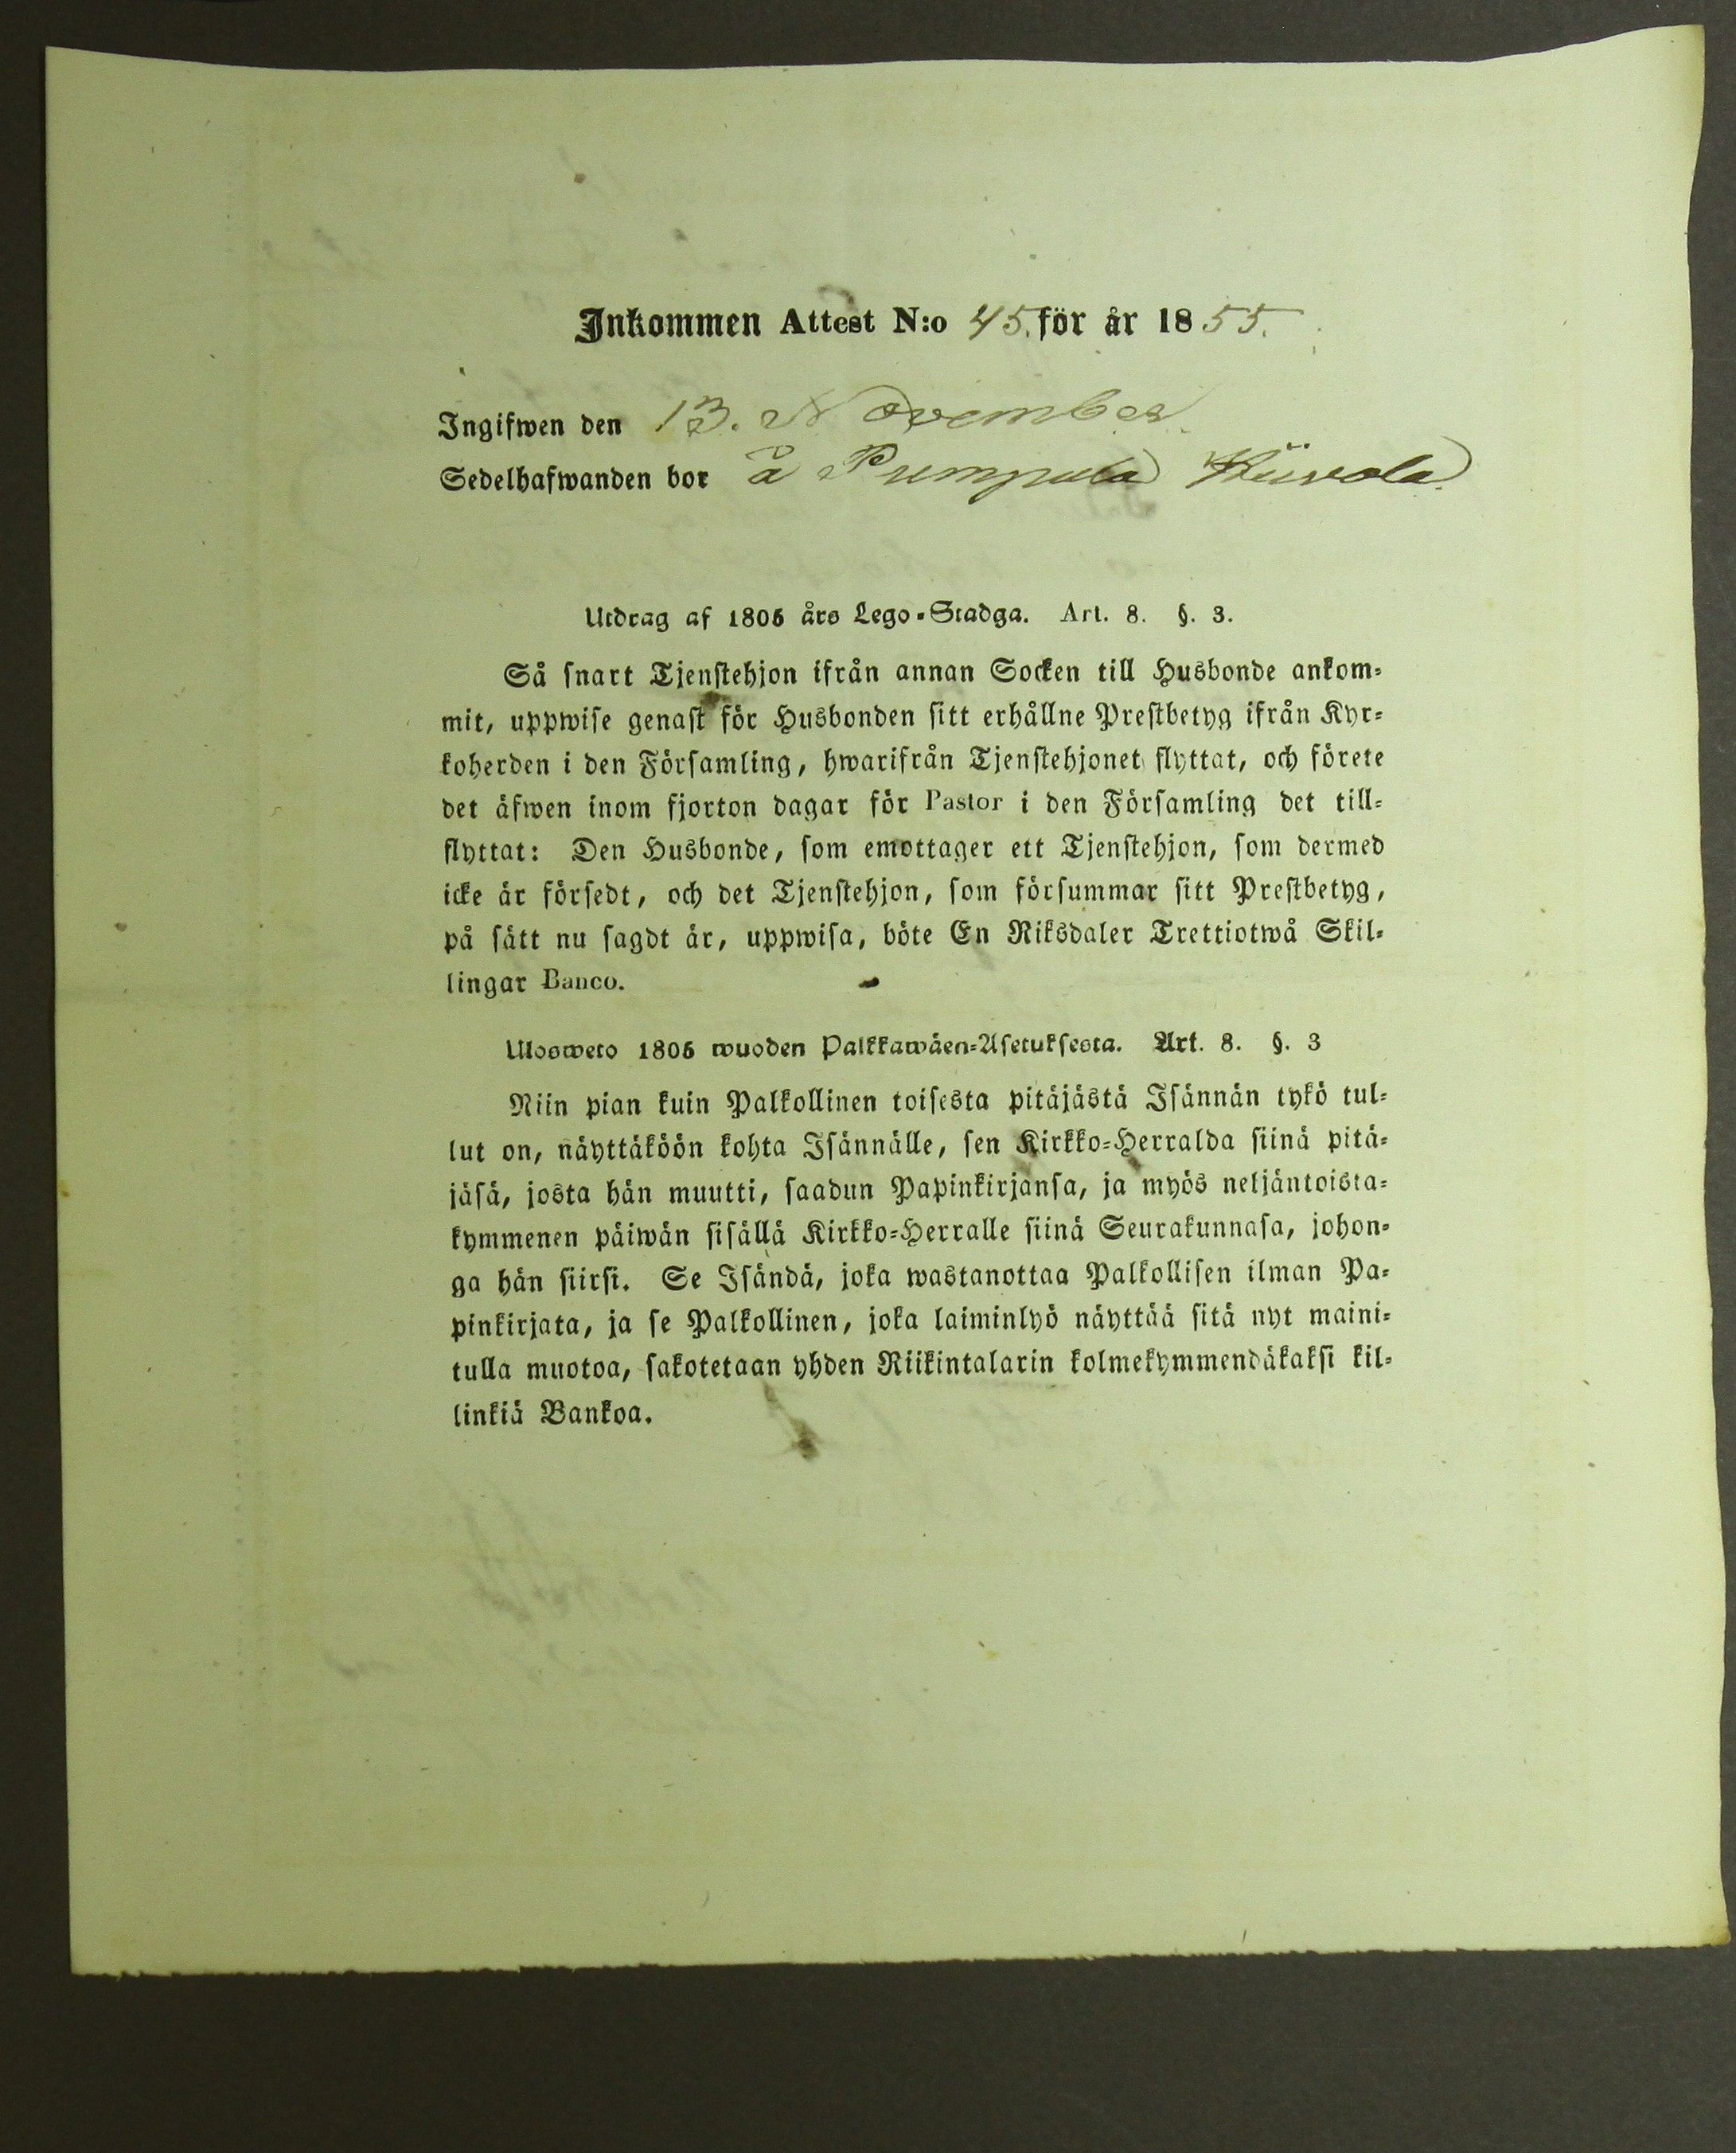 Inkommen Attest N:o 45. för år 1855.
Ingifwen den 13. November.
Sedelhafwanden bor å Pumpula Kiivola
Utdrag af 1805 års Lego-Stadga. Art. 8. §. 3.
Så snart Tjenstehjon ifrån annan Socken till Husbonde ankom-
mit, uppwise genast för Husbonden sitt erhållne Prestbetyg ifrån Kyr-
koherden i den Församling, hwarifrån Tjenstehjonet flyttat, och förete
det äfwen inom fjorton dagar för Pastor i den Församling det till-
flyttat: Den Husbonde, som emottager ett Tjenstehjon, som dermed
icke är försedt, och det Tjenstehjon, som försummar sitt Prestbetyg,
på sätt nu sagdt är, uppwisa, böte En Riksdaler Trettiotwå Skil-
lingar Banco.
Ulosweto 1805 wuoden Palkkawäen-Asetuksesta. Art. 8. §. 3
Niin pian kuin Palkollinen toisesta pitäjästä Isännän tykö tul-
lut on, näyttäköön kohta Isännälle, sen Kirkko-Herralda siinä pitä-
jäsä, josta hän muutti, saadun Papinkirjansa, ja myös neljäntoista-
kymmenen päiwän sisällä Kirkko-Herralle siinä Seurakunnasa, johon-
ga hän siirsi. Se Isändä, joka wastanottaa Palkollisen ilman Pa-
pinkirjata, ja se Palkollinen, joka laiminlyö näyttää sitä nyt maini-
tulla muotoa, sakotetaan yhden Riikintalarin kolmekymmendäkaksi kil-
linkiä Bankoa.